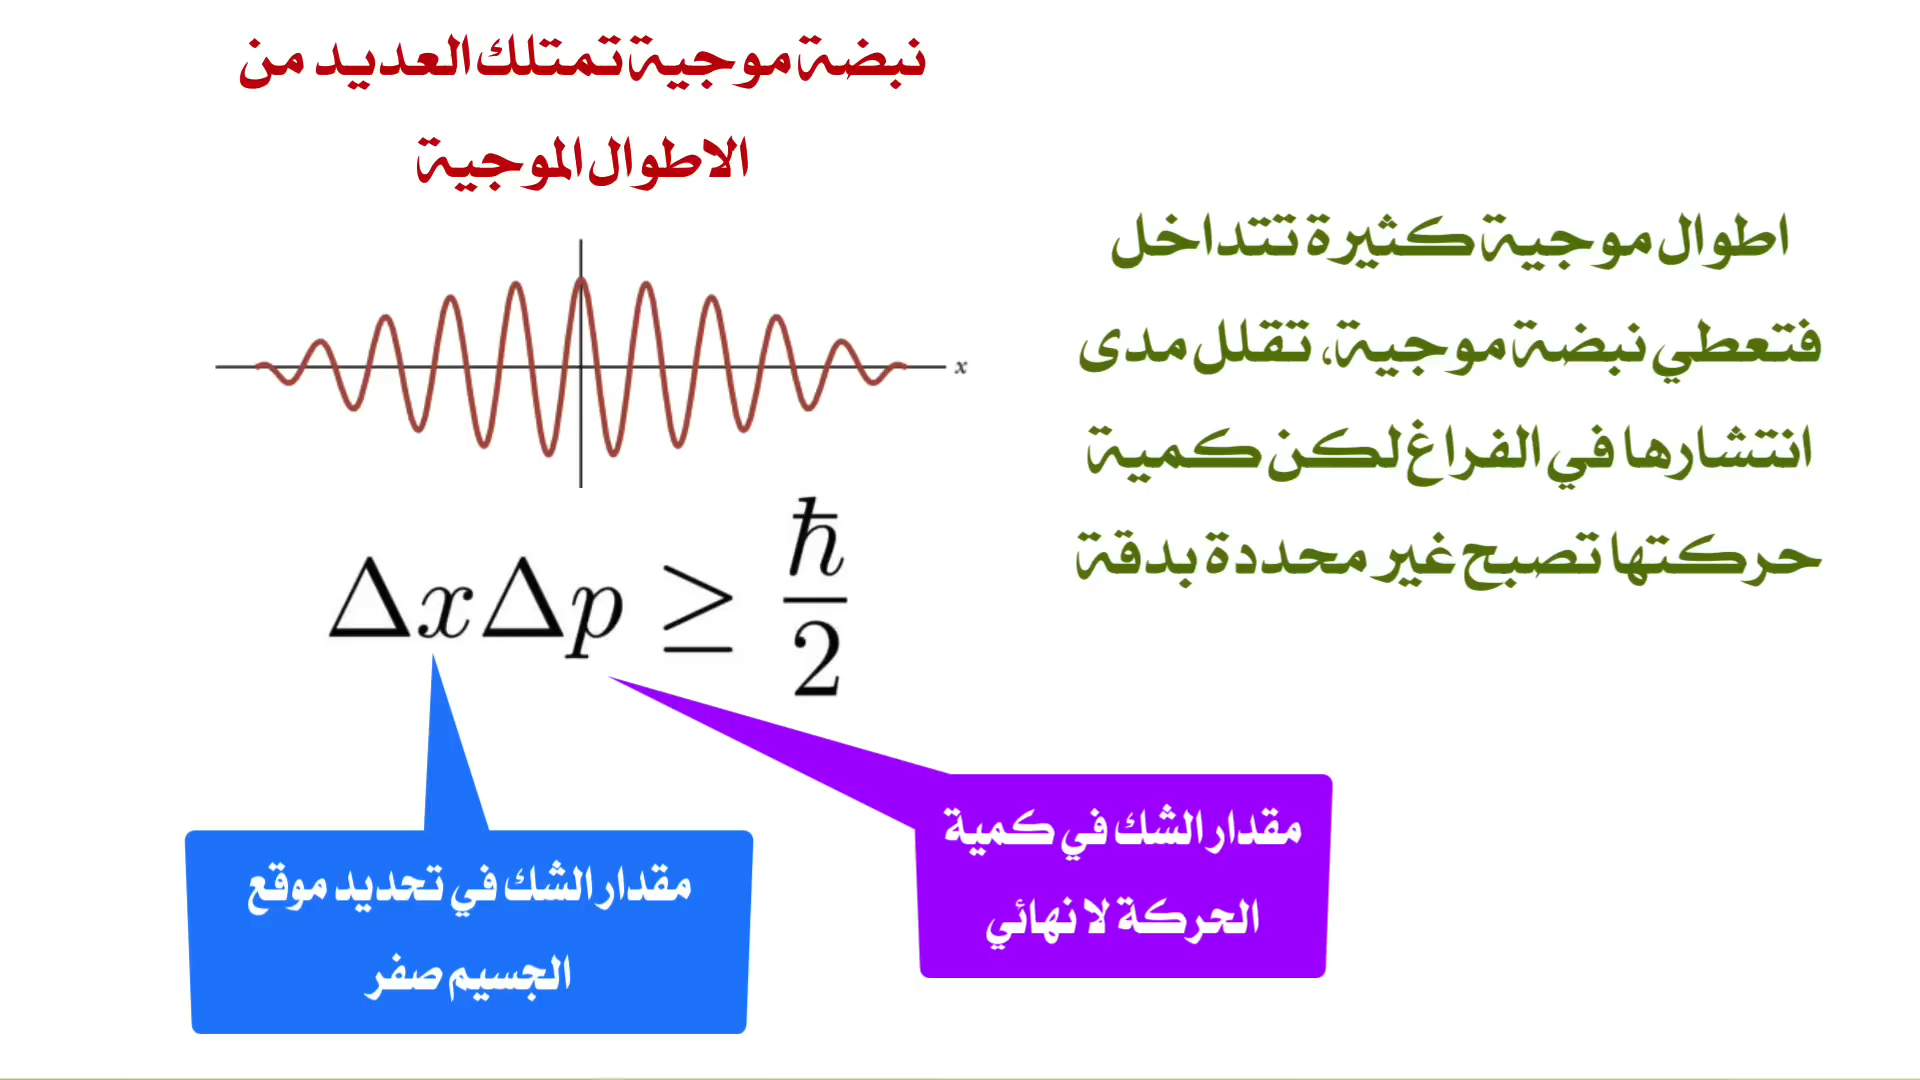 نبضة موجية تمتلك العديد من
الاطوال الموجية
اطوال موجية كثيرة تتداخل
فتعطي نبضة موجية، تقلل مدى
انتشارها في الفراغ لكن كمية
حركتها تصبح غير محددة بدقة
x
ΔxΔp ≥ ħ/2
مقدار الشك في كمية
الحركة لا نهائي
مقدار الشك في تحديد موقع
الجسيم صفر